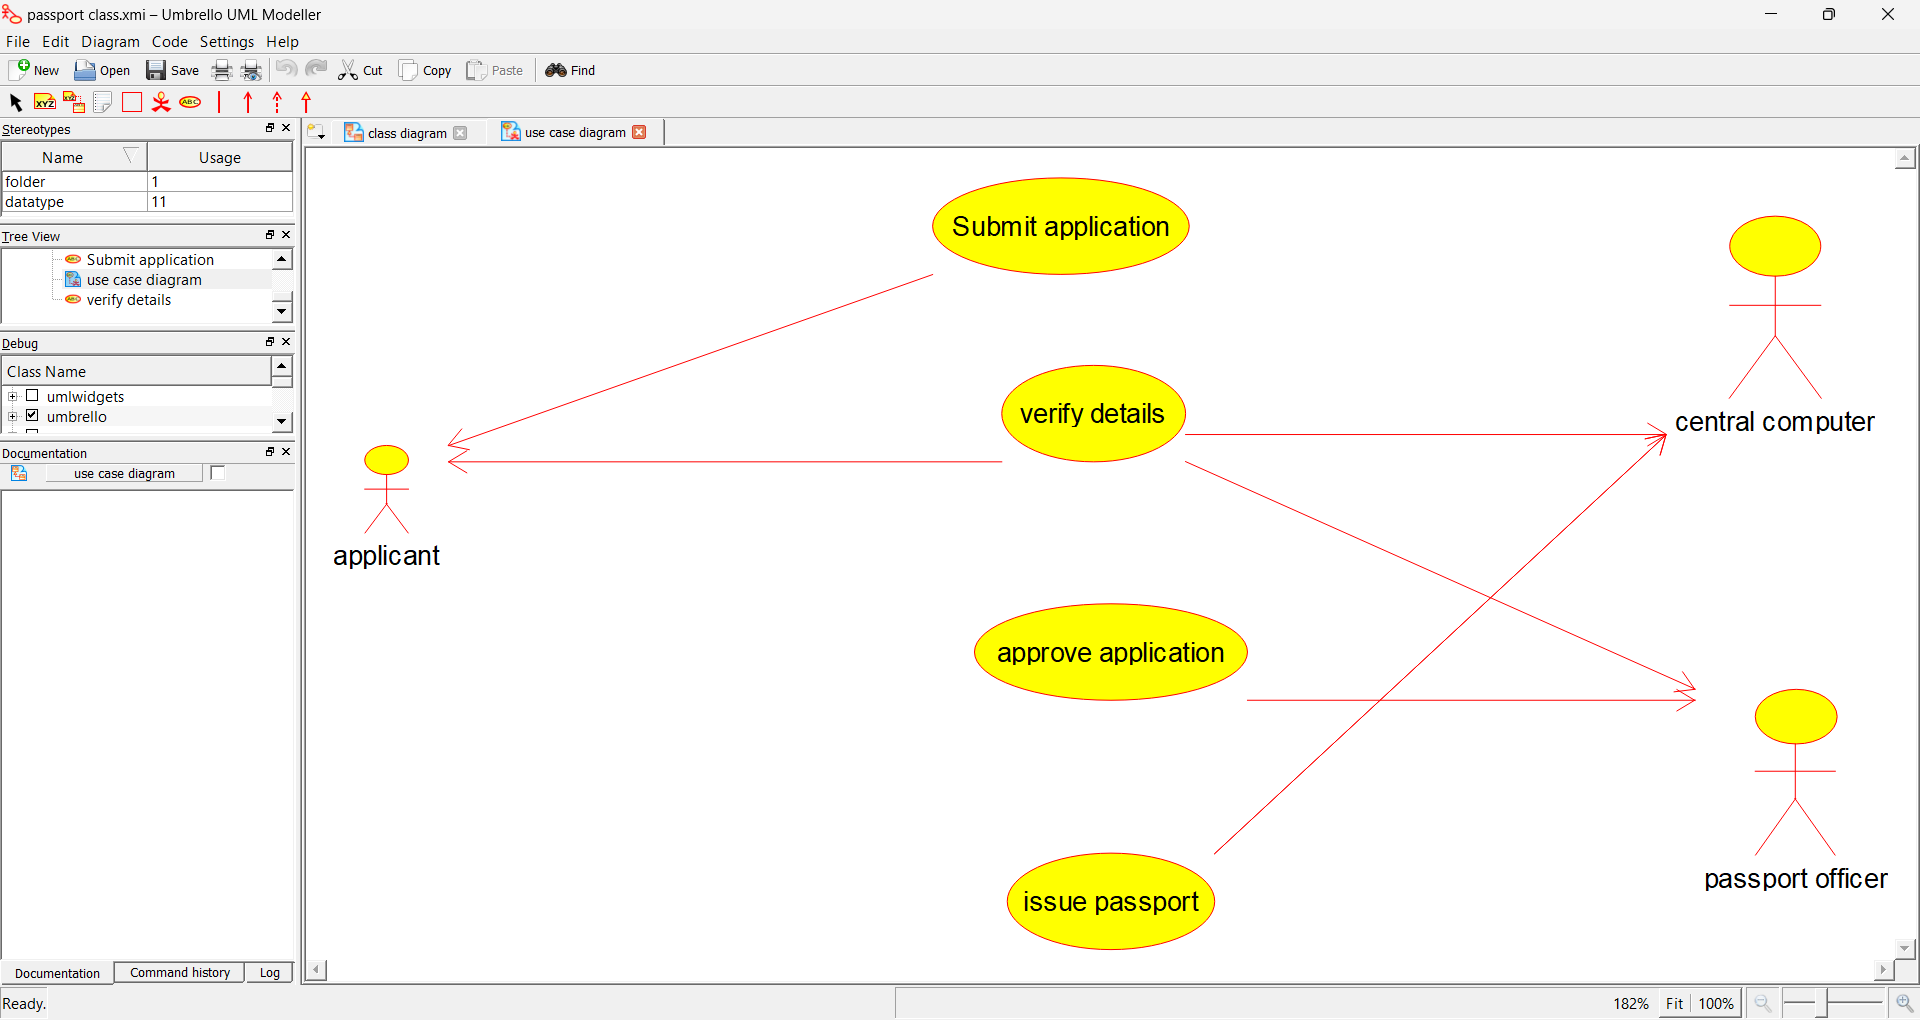 passport class.xmi – Umbrello UML Modeller
File Edit Diagram Code Settings Help
New Open Save Cut Copy Paste Find
XYZ XYZ ABC
Stereotypes
Name Usage
folder 1
datatype 11
Tree View
Submit application
use case diagram
verify details
Debug
Class Name
umlwidgets
umbrello
Documentation
use case diagram
Documentation Command history Log
Ready.
class diagram use case diagram
Submit application
verify details
central computer
applicant
approve application
passport officer
issue passport
182% Fit 100%